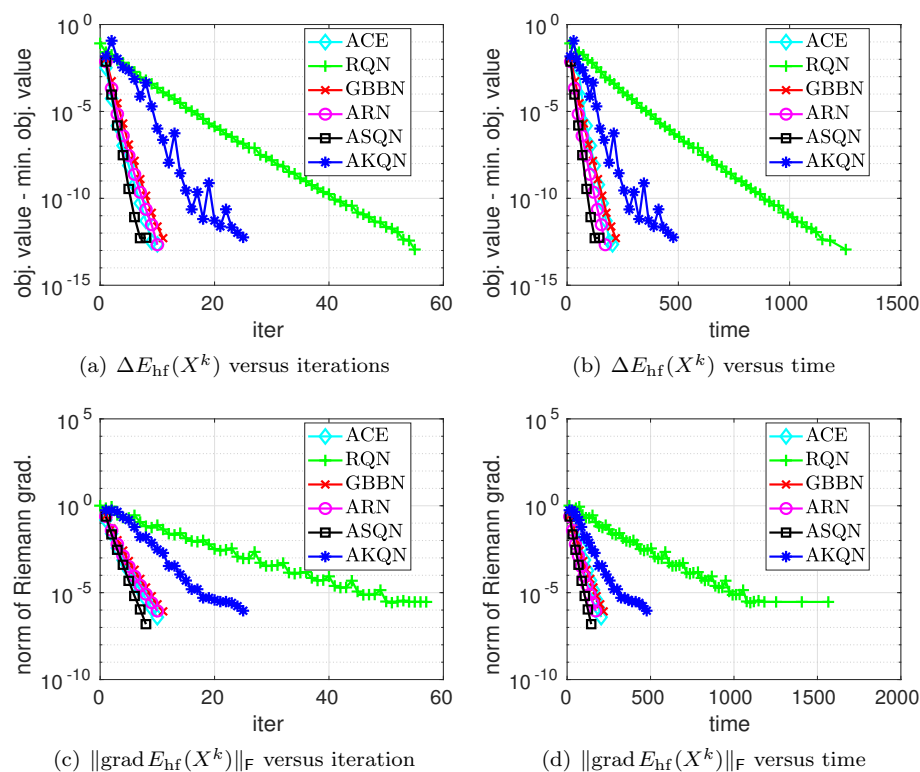 obj. value - min. obj. value
10^0
10^-5
10^-10
10^-15
ACE
RQN
GBBN
ARN
ASQN
AKQN
0 20 40 60
iter
(a) ΔE_hf(X^k) versus iterations
obj. value - min. obj. value
10^0
10^-5
10^-10
10^-15
ACE
RQN
GBBN
ARN
ASQN
AKQN
0 500 1000 1500
time
(b) ΔE_hf(X^k) versus time
norm of Riemann grad.
10^5
10^0
10^-5
10^-10
ACE
RQN
GBBN
ARN
ASQN
AKQN
0 20 40 60
iter
(c) ‖grad E_hf(X^k)‖_F versus iteration
norm of Riemann grad.
10^5
10^0
10^-5
10^-10
ACE
RQN
GBBN
ARN
ASQN
AKQN
0 500 1000 1500 2000
time
(d) ‖grad E_hf(X^k)‖_F versus time